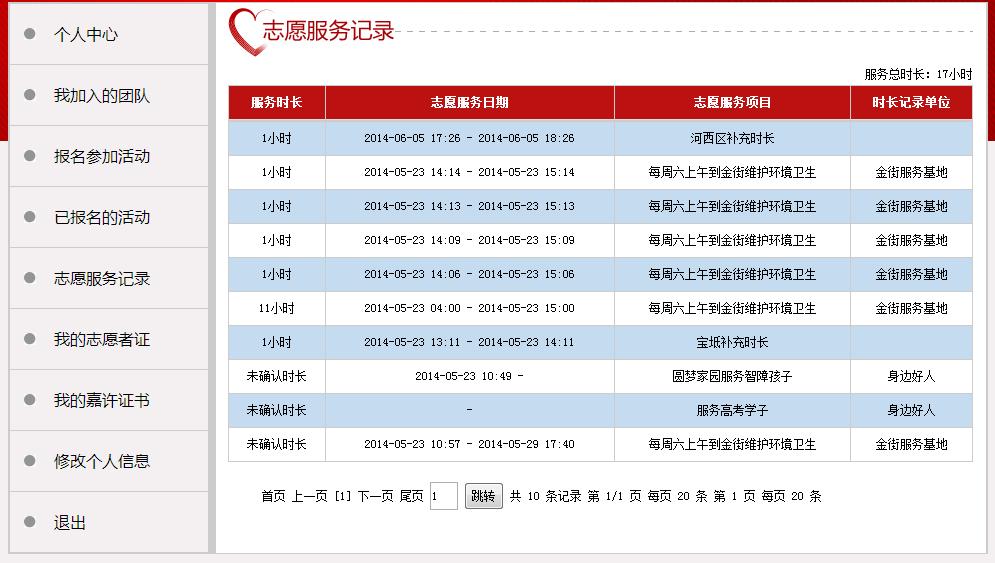 个人中心
我加入的团队
报名参加活动
已报名的活动
志愿服务记录
我的志愿者证
我的嘉许证书
修改个人信息
退出
志愿服务记录
服务总时长：17小时
服务时长 志愿服务日期 志愿服务项目 时长记录单位
1小时 2014-06-05 17:26 - 2014-06-05 18:26 河西区补充时长
1小时 2014-05-23 14:14 - 2014-05-23 15:14 每周六上午到金街维护环境卫生 金街服务基地
1小时 2014-05-23 14:13 - 2014-05-23 15:13 每周六上午到金街维护环境卫生 金街服务基地
1小时 2014-05-23 14:09 - 2014-05-23 15:09 每周六上午到金街维护环境卫生 金街服务基地
1小时 2014-05-23 14:06 - 2014-05-23 15:06 每周六上午到金街维护环境卫生 金街服务基地
11小时 2014-05-23 04:00 - 2014-05-23 15:00 每周六上午到金街维护环境卫生 金街服务基地
1小时 2014-05-23 13:11 - 2014-05-23 14:11 宝坻补充时长
未确认时长 2014-05-23 10:49 - 圆梦家园服务智障孩子 身边好人
未确认时长 - 服务高考学子 身边好人
未确认时长 2014-05-23 10:57 - 2014-05-29 17:40 每周六上午到金街维护环境卫生 金街服务基地
首页 上一页 [1] 下一页 尾页 1 跳转 共 10 条记录 第 1/1 页 每页 20 条 第 1 页 每页 20 条